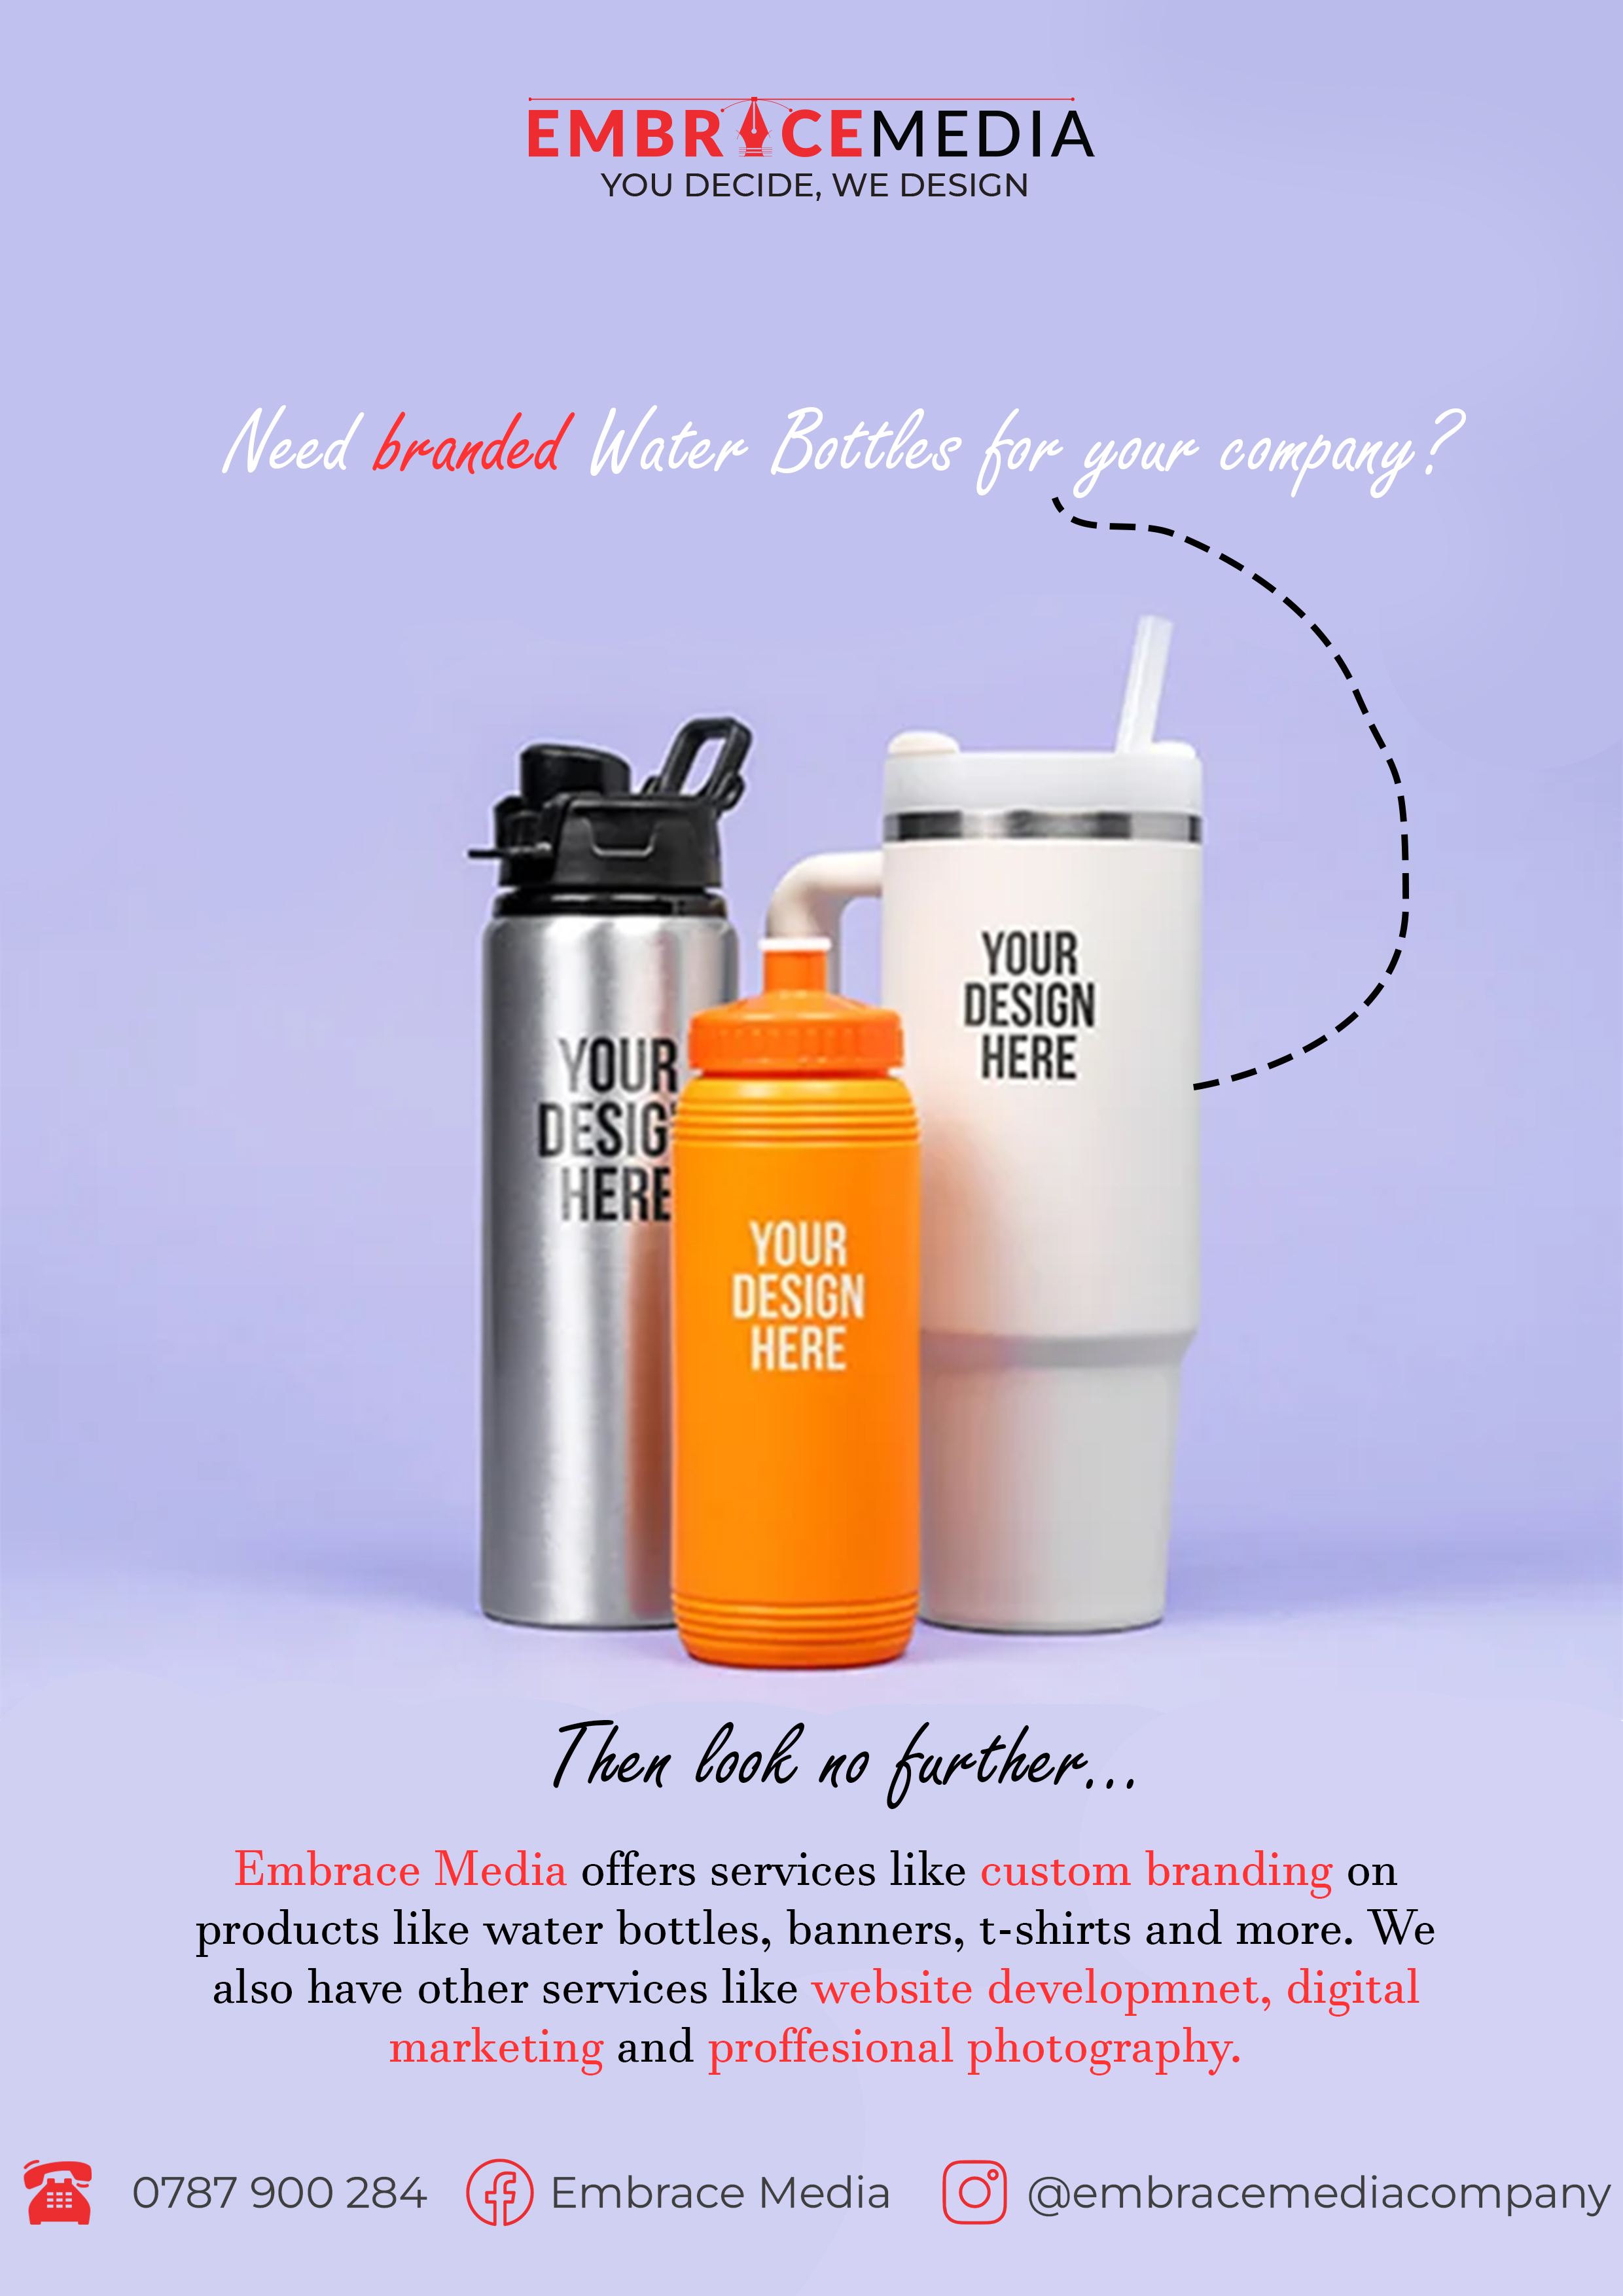 EMBRACEMEDIA
YOU DECIDE, WE DESIGN
Need branded Water Bottles for your company?
YOUR
DESIGN
HERE
YOUR
DESIG
HERE
YOUR
DESIGN
HERE
Then look no further...
Embrace Media offers services like custom branding on
products like water bottles, banners, t-shirts and more. We
also have other services like website developmnet, digital
marketing and proffesional photography.
0787 900 284 Embrace Media @embracemediacompany